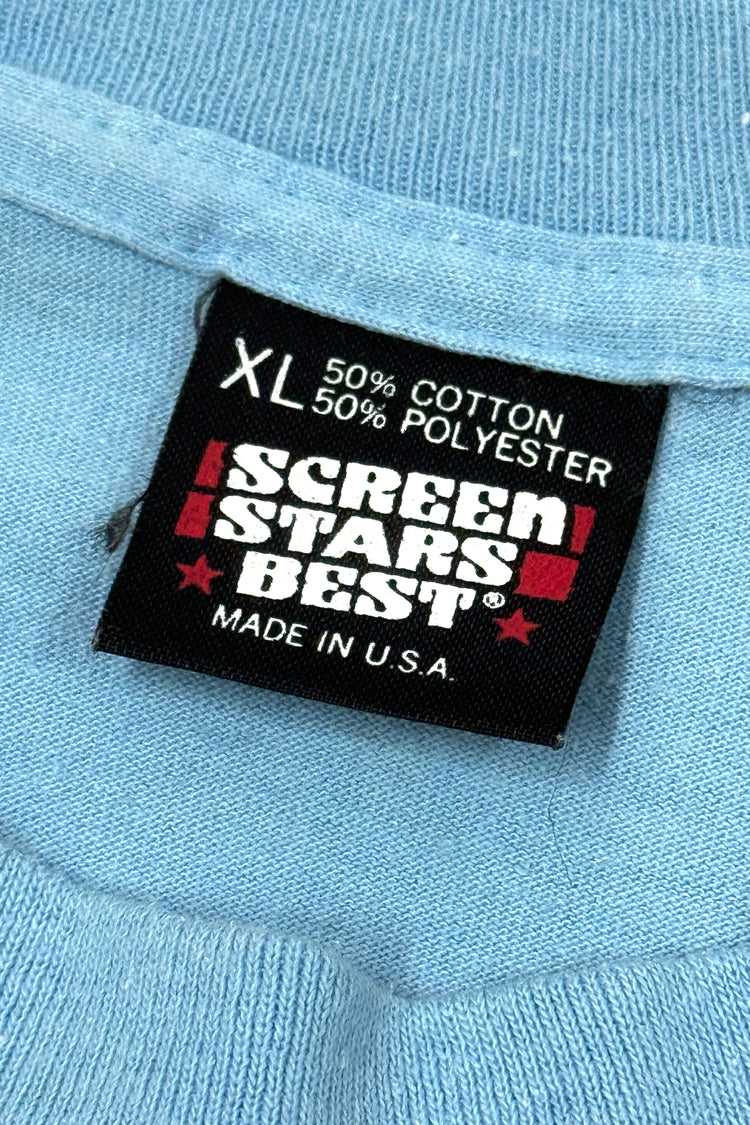 XL 50% COTTON
50% POLYESTER
SCREEN
STARS
BEST®
MADE IN U.S.A.